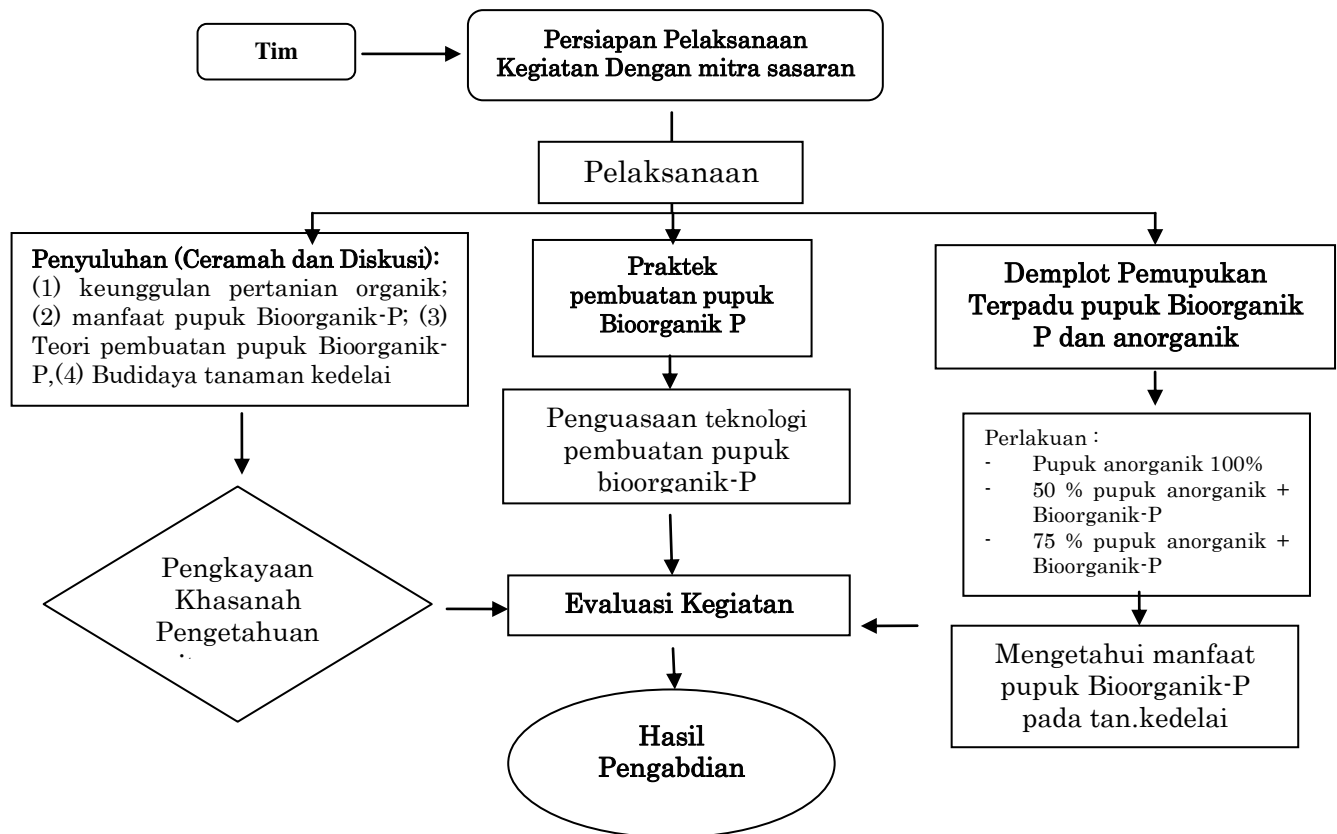 Tim
Persiapan Pelaksanaan
Kegiatan Dengan mitra sasaran
Pelaksanaan
Penyuluhan (Ceramah dan Diskusi):
(1) keunggulan pertanian organik;
(2) manfaat pupuk Bioorganik-P; (3)
Teori pembuatan pupuk Bioorganik-
P,(4) Budidaya tanaman kedelai
Praktek
pembuatan pupuk
Bioorganik P
Demplot Pemupukan
Terpadu pupuk Bioorganik
P dan anorganik
Penguasaan teknologi
pembuatan pupuk
bioorganik-P
Perlakuan :
- Pupuk anorganik 100%
- 50 % pupuk anorganik +
Bioorganik-P
- 75 % pupuk anorganik +
Bioorganik-P
Pengkayaan
Khasanah
Pengetahuan
Evaluasi Kegiatan
Mengetahui manfaat
pupuk Bioorganik-P
pada tan.kedelai
Hasil
Pengabdian